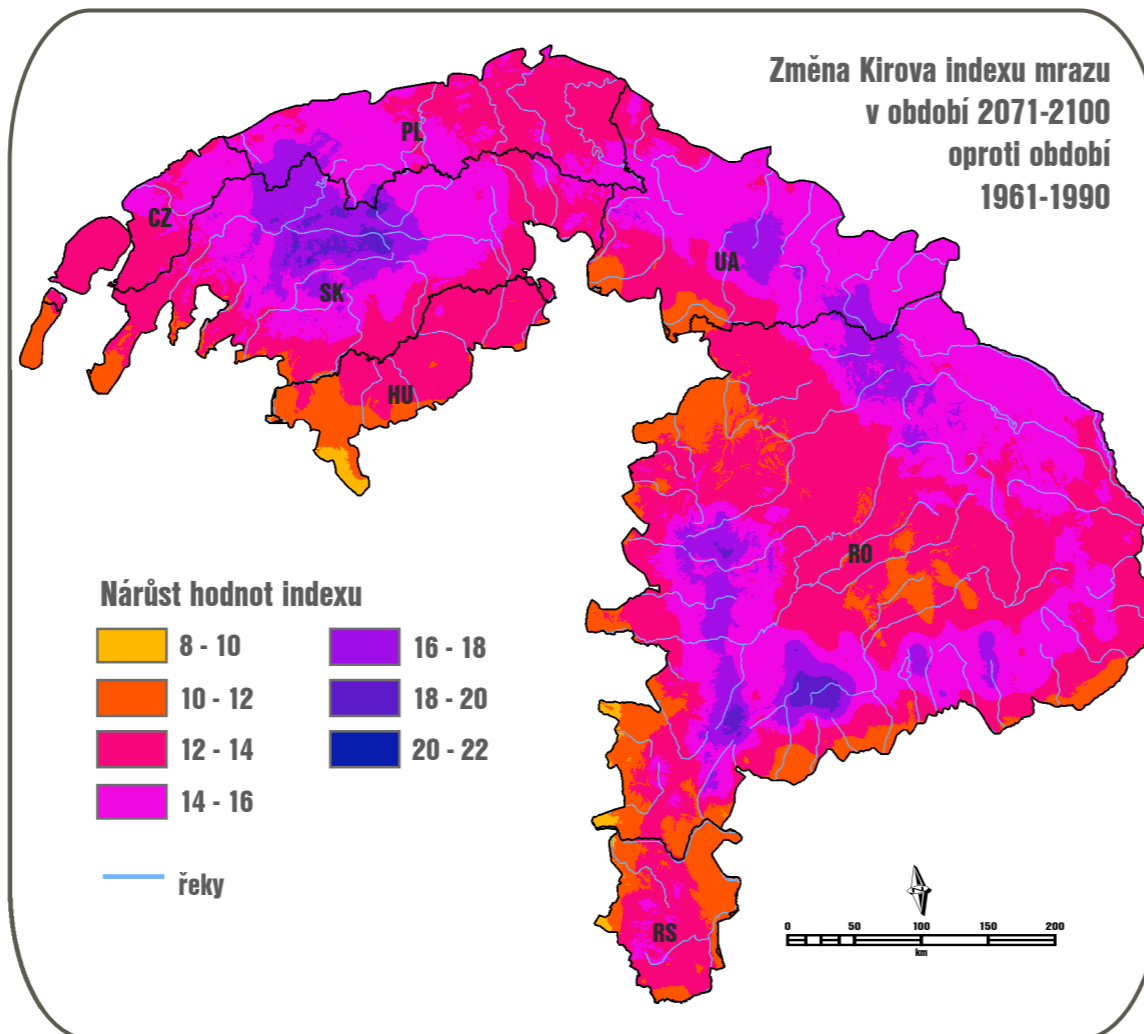 Změna Kirova indexu mrazu
v období 2071-2100
oproti období
1961-1990
PL
CZ
UA
SK
HU
RO
RS
Nárůst hodnot indexu
8 - 10
10 - 12
12 - 14
14 - 16
16 - 18
18 - 20
20 - 22
řeky
0 50 100 150 200
km